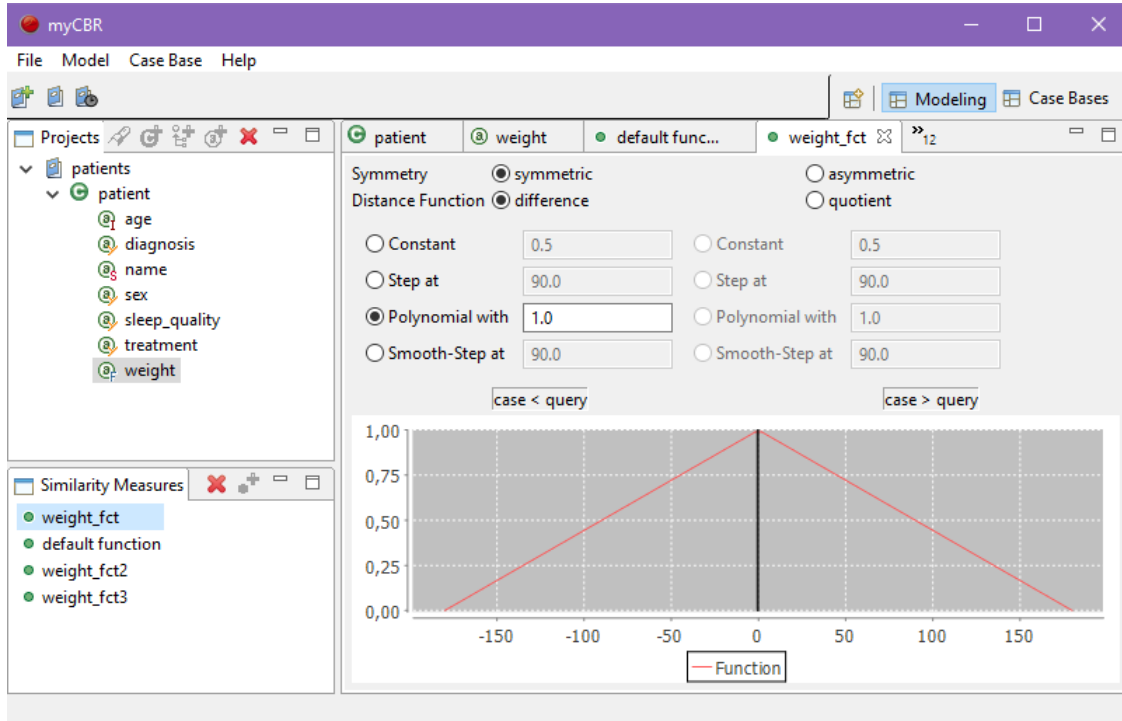 myCBR
File Model Case Base Help
Modeling Case Bases
Projects
patients
patient
age
diagnosis
name
sex
sleep_quality
treatment
weight
Similarity Measures
weight_fct
default function
weight_fct2
weight_fct3
patient weight default func... weight_fct »12
Symmetry symmetric asymmetric
Distance Function difference quotient
Constant 0.5 Constant 0.5
Step at 90.0 Step at 90.0
Polynomial with 1.0 Polynomial with 1.0
Smooth-Step at 90.0 Smooth-Step at 90.0
case < query case > query
1,00
0,75
0,50
0,25
0,00
-150 -100 -50 0 50 100 150
Function